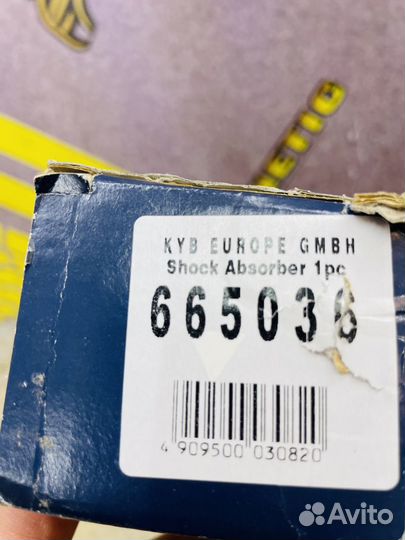 KYB EUROPE GMBH
Shock Absorber 1pc
665036
4 909500 030820
Avito